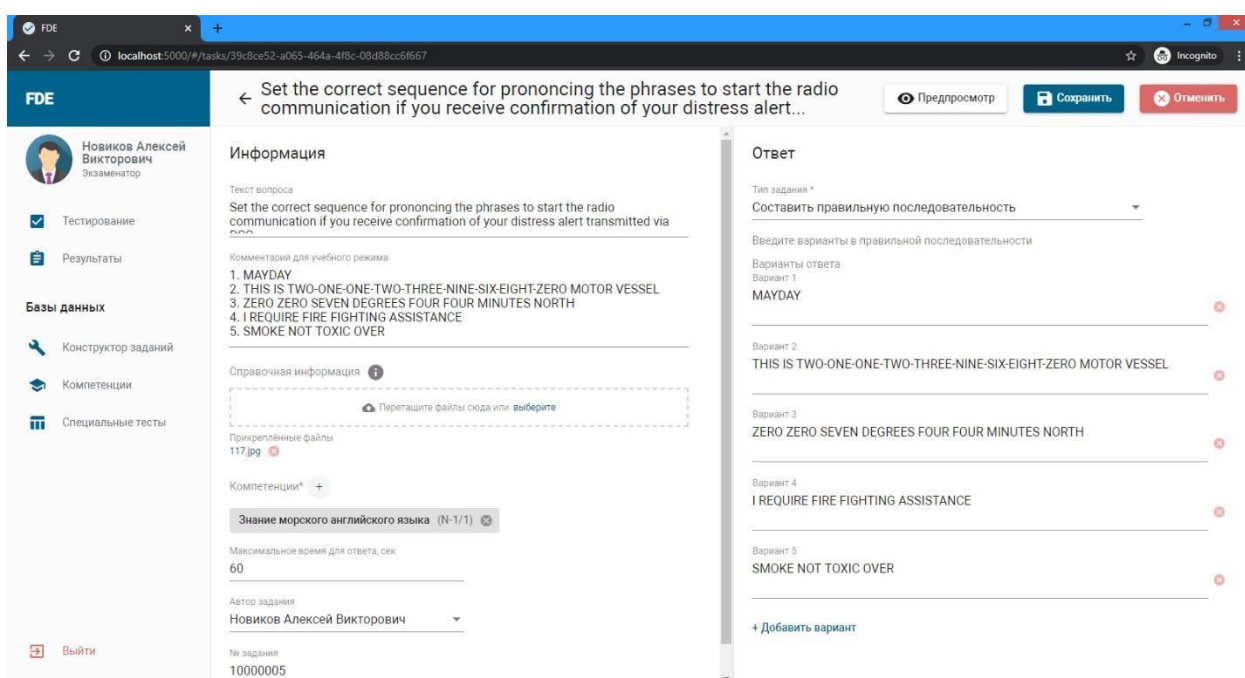 FDE
localhost:5000/#/tasks/39c8ce52-a065-464a-4f8c-08d88cc6f667
Incognito
FDE
Set the correct sequence for prononcing the phrases to start the radio
communication if you receive confirmation of your distress alert...
Предпросмотр
Сохранить
Отменить
Новиков Алексей
Викторович
Экзаменатор
Тестирование
Результаты
Базы данных
Конструктор заданий
Компетенции
Специальные тесты
Выйти
Информация
Текст вопроса
Set the correct sequence for prononcing the phrases to start the radio
communication if you receive confirmation of your distress alert transmitted via
Комментарий для учебного режима
1. MAYDAY
2. THIS IS TWO-ONE-ONE-TWO-THREE-NINE-SIX-EIGHT-ZERO MOTOR VESSEL
3. ZERO ZERO SEVEN DEGREES FOUR FOUR MINUTES NORTH
4. I REQUIRE FIRE FIGHTING ASSISTANCE
5. SMOKE NOT TOXIC OVER
Справочная информация
Перетащите файлы сюда или выберите
Прикреплённые файлы
117.jpg
Компетенции* +
Знание морского английского языка (N-1/1)
Максимальное время для ответа, сек
60
Автор задания
Новиков Алексей Викторович
№ задания
10000005
Ответ
Тип задания *
Составить правильную последовательность
Введите варианты в правильной последовательности
Варианты ответа
Вариант 1
MAYDAY
Вариант 2
THIS IS TWO-ONE-ONE-TWO-THREE-NINE-SIX-EIGHT-ZERO MOTOR VESSEL
Вариант 3
ZERO ZERO SEVEN DEGREES FOUR FOUR MINUTES NORTH
Вариант 4
I REQUIRE FIRE FIGHTING ASSISTANCE
Вариант 5
SMOKE NOT TOXIC OVER
+ Добавить вариант